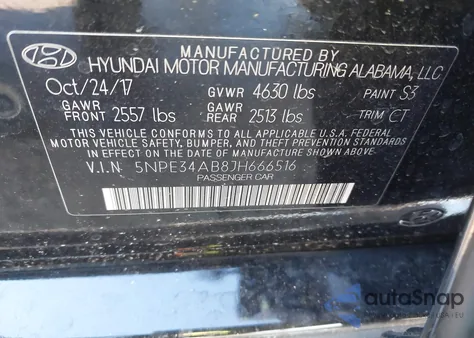 MANUFACTURED BY
HYUNDAI MOTOR MANUFACTURING ALABAMA, LLC
Oct/24/17 GVWR 4630 lbs PAINT S3
GAWR FRONT 2557 lbs GAWR REAR 2513 lbs TRIM CT
THIS VEHICLE CONFORMS TO ALL APPLICABLE U.S.A. FEDERAL
MOTOR VEHICLE SAFETY, BUMPER, AND THEFT PREVENTION STANDARDS
IN EFFECT ON THE DATE OF MANUFACTURE SHOWN ABOVE.
V.I.N 5NPE34AB8JH666516
PASSENGER CAR
autoSnap